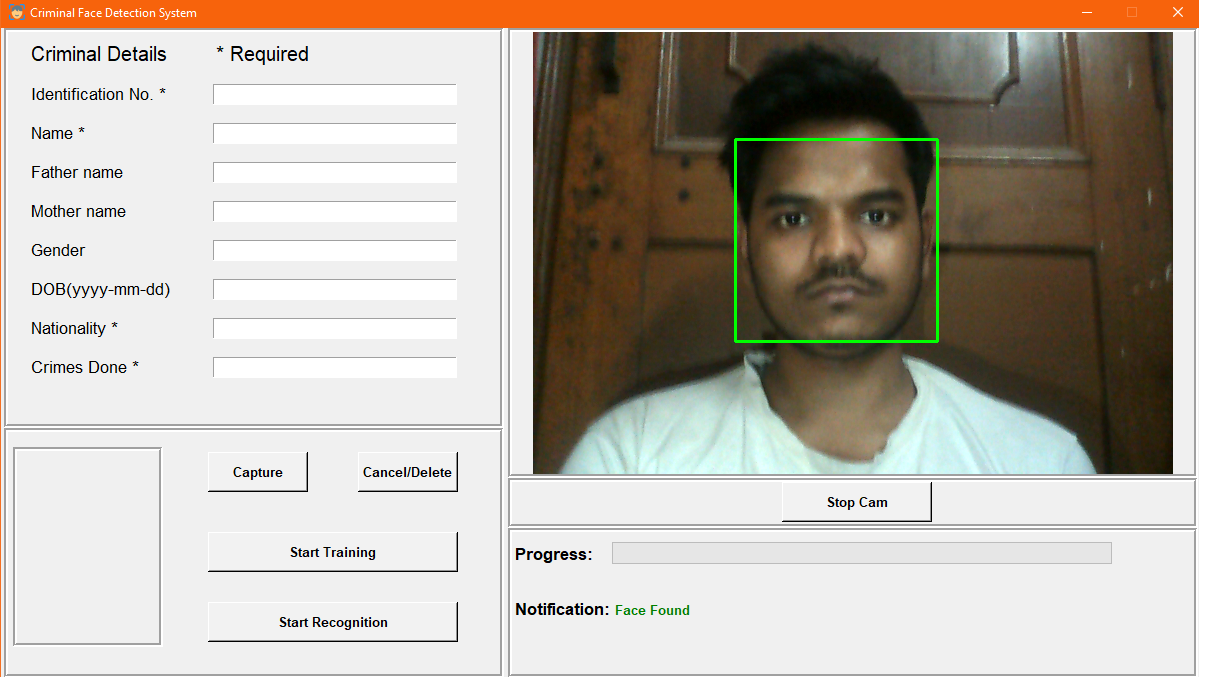 Criminal Face Detection System
Criminal Details * Required
Identification No. *
Name *
Father name
Mother name
Gender
DOB(yyyy-mm-dd)
Nationality *
Crimes Done *
Capture Cancel/Delete
Start Training
Start Recognition
Stop Cam
Progress:
Notification: Face Found